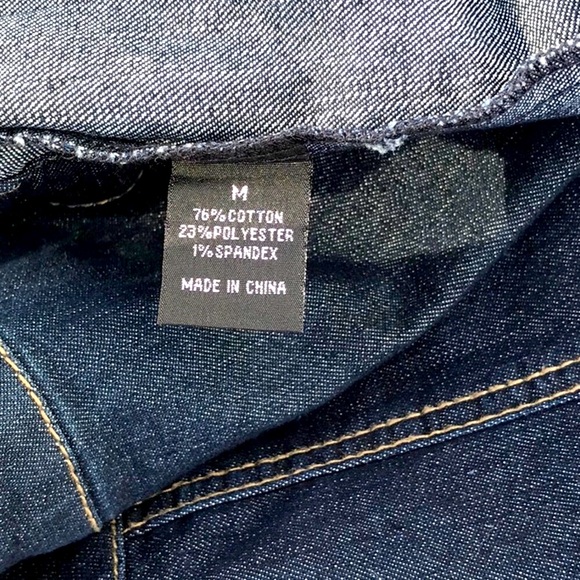 M
76%COTTON
23%POLYESTER
1%SPANDEX
MADE IN CHINA